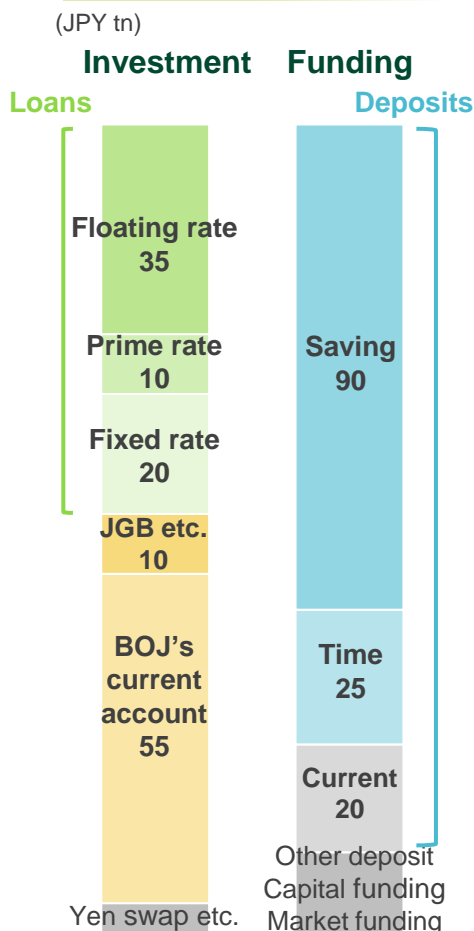 (JPY tn)
Investment Funding
Loans Deposits
Floating rate
35
Prime rate
10
Fixed rate
20
JGB etc.
10
BOJ's
current
account
55
Yen swap etc.
Saving
90
Time
25
Current
20
Other deposit
Capital funding
Market funding